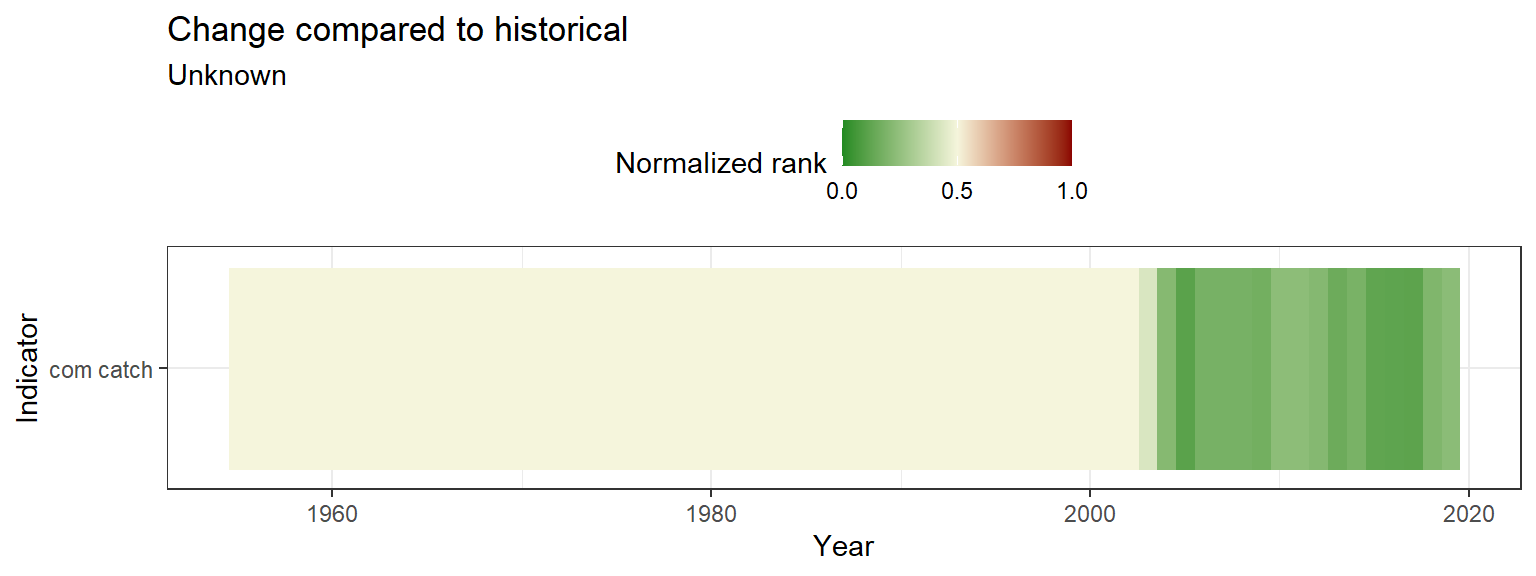 Change compared to historical
Unknown
Normalized rank
0.0 0.5 1.0
Indicator
com catch
1960 1980 2000 2020
Year